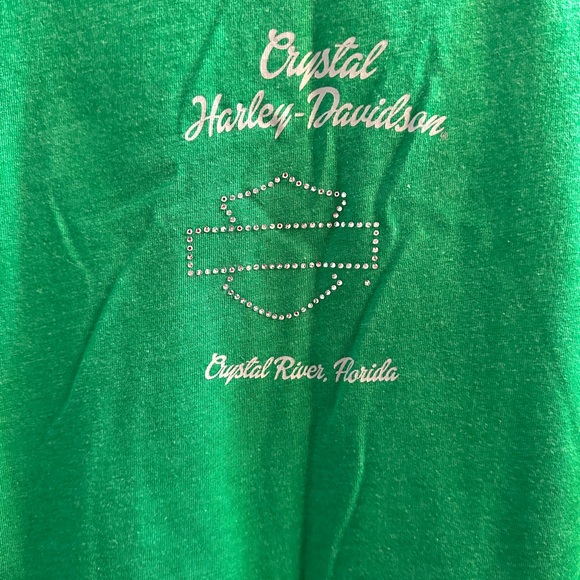 Crystal
Harley-Davidson
Crystal River, Florida